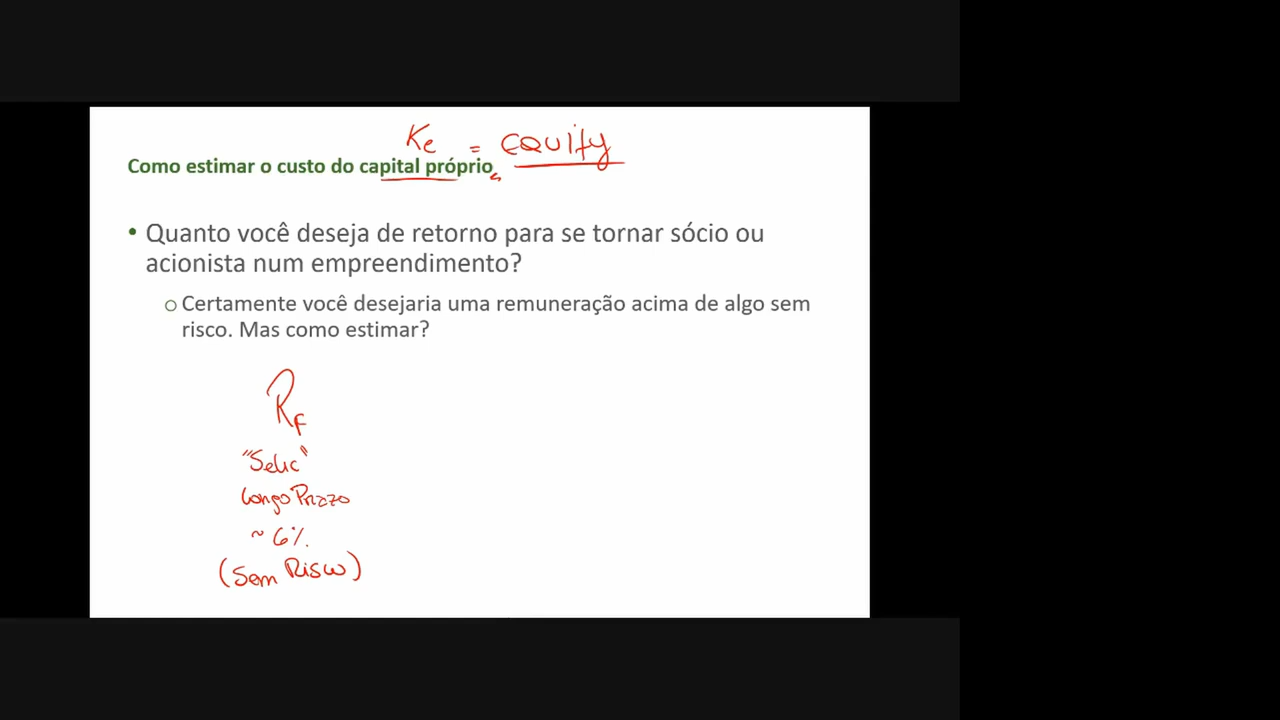 Ke = equity
Como estimar o custo do capital próprio
• Quanto você deseja de retorno para se tornar sócio ou
acionista num empreendimento?
o Certamente você desejaria uma remuneração acima de algo sem
risco. Mas como estimar?
Rf
"Selic"
Longo Prazo
~ 6%
(Sem Risco)